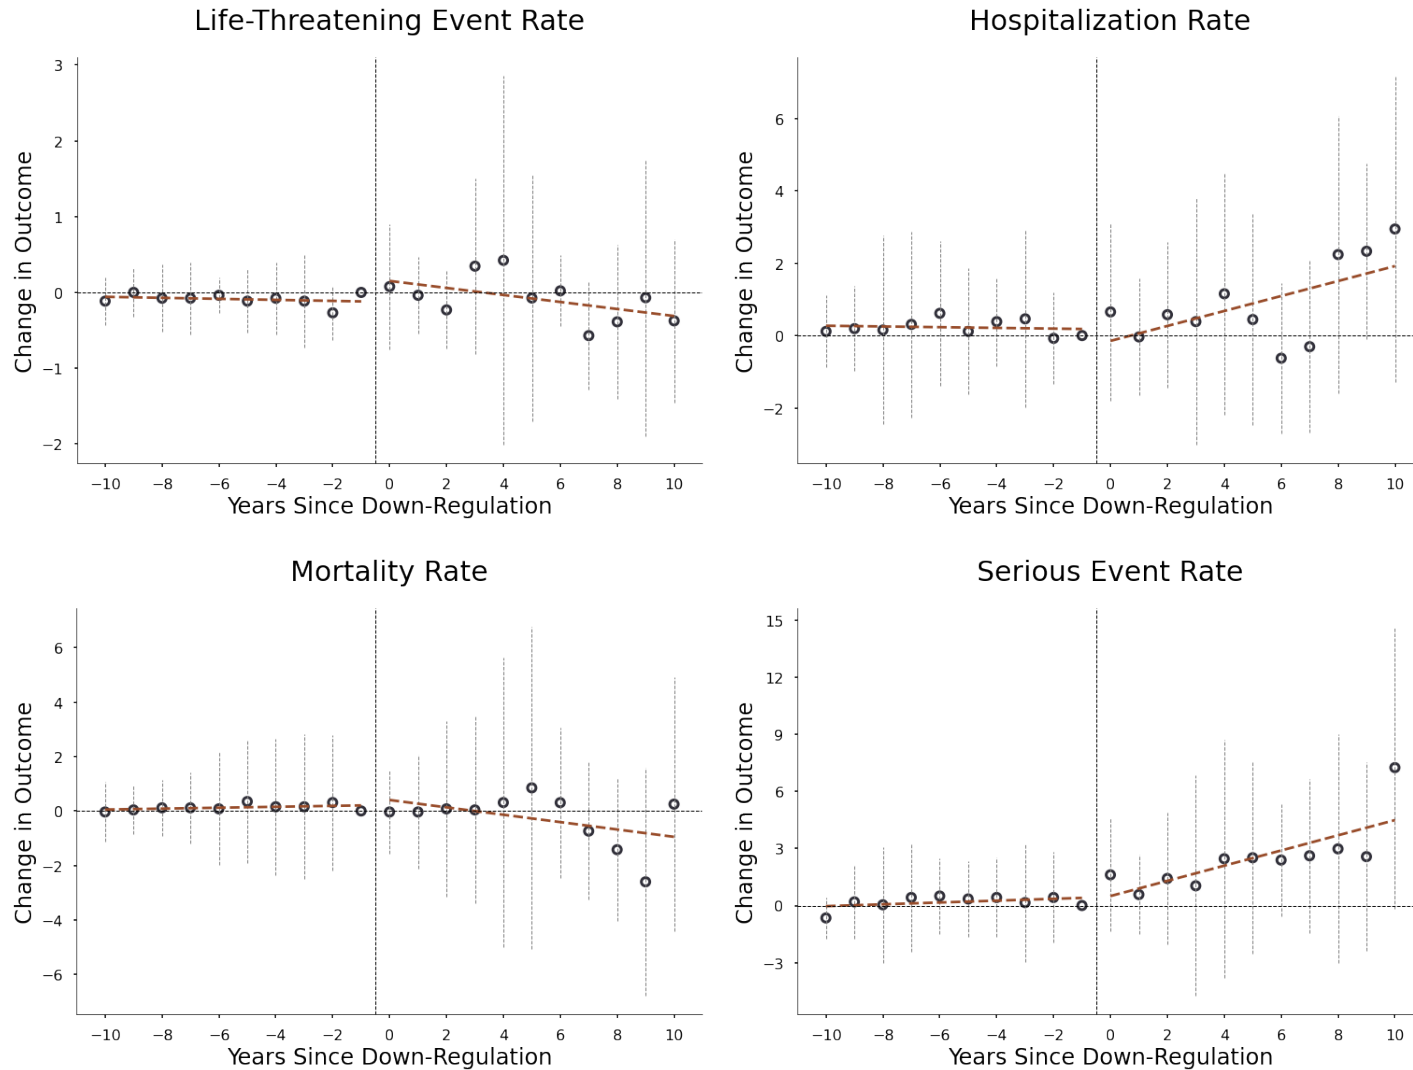 Life-Threatening Event Rate
Change in Outcome
3
2
1
0
−1
−2
−10 −8 −6 −4 −2 0 2 4 6 8 10
Years Since Down-Regulation
Hospitalization Rate
Change in Outcome
6
4
2
0
−2
−10 −8 −6 −4 −2 0 2 4 6 8 10
Years Since Down-Regulation
Mortality Rate
Change in Outcome
6
4
2
0
−2
−4
−6
−10 −8 −6 −4 −2 0 2 4 6 8 10
Years Since Down-Regulation
Serious Event Rate
Change in Outcome
15
12
9
6
3
0
−3
−10 −8 −6 −4 −2 0 2 4 6 8 10
Years Since Down-Regulation